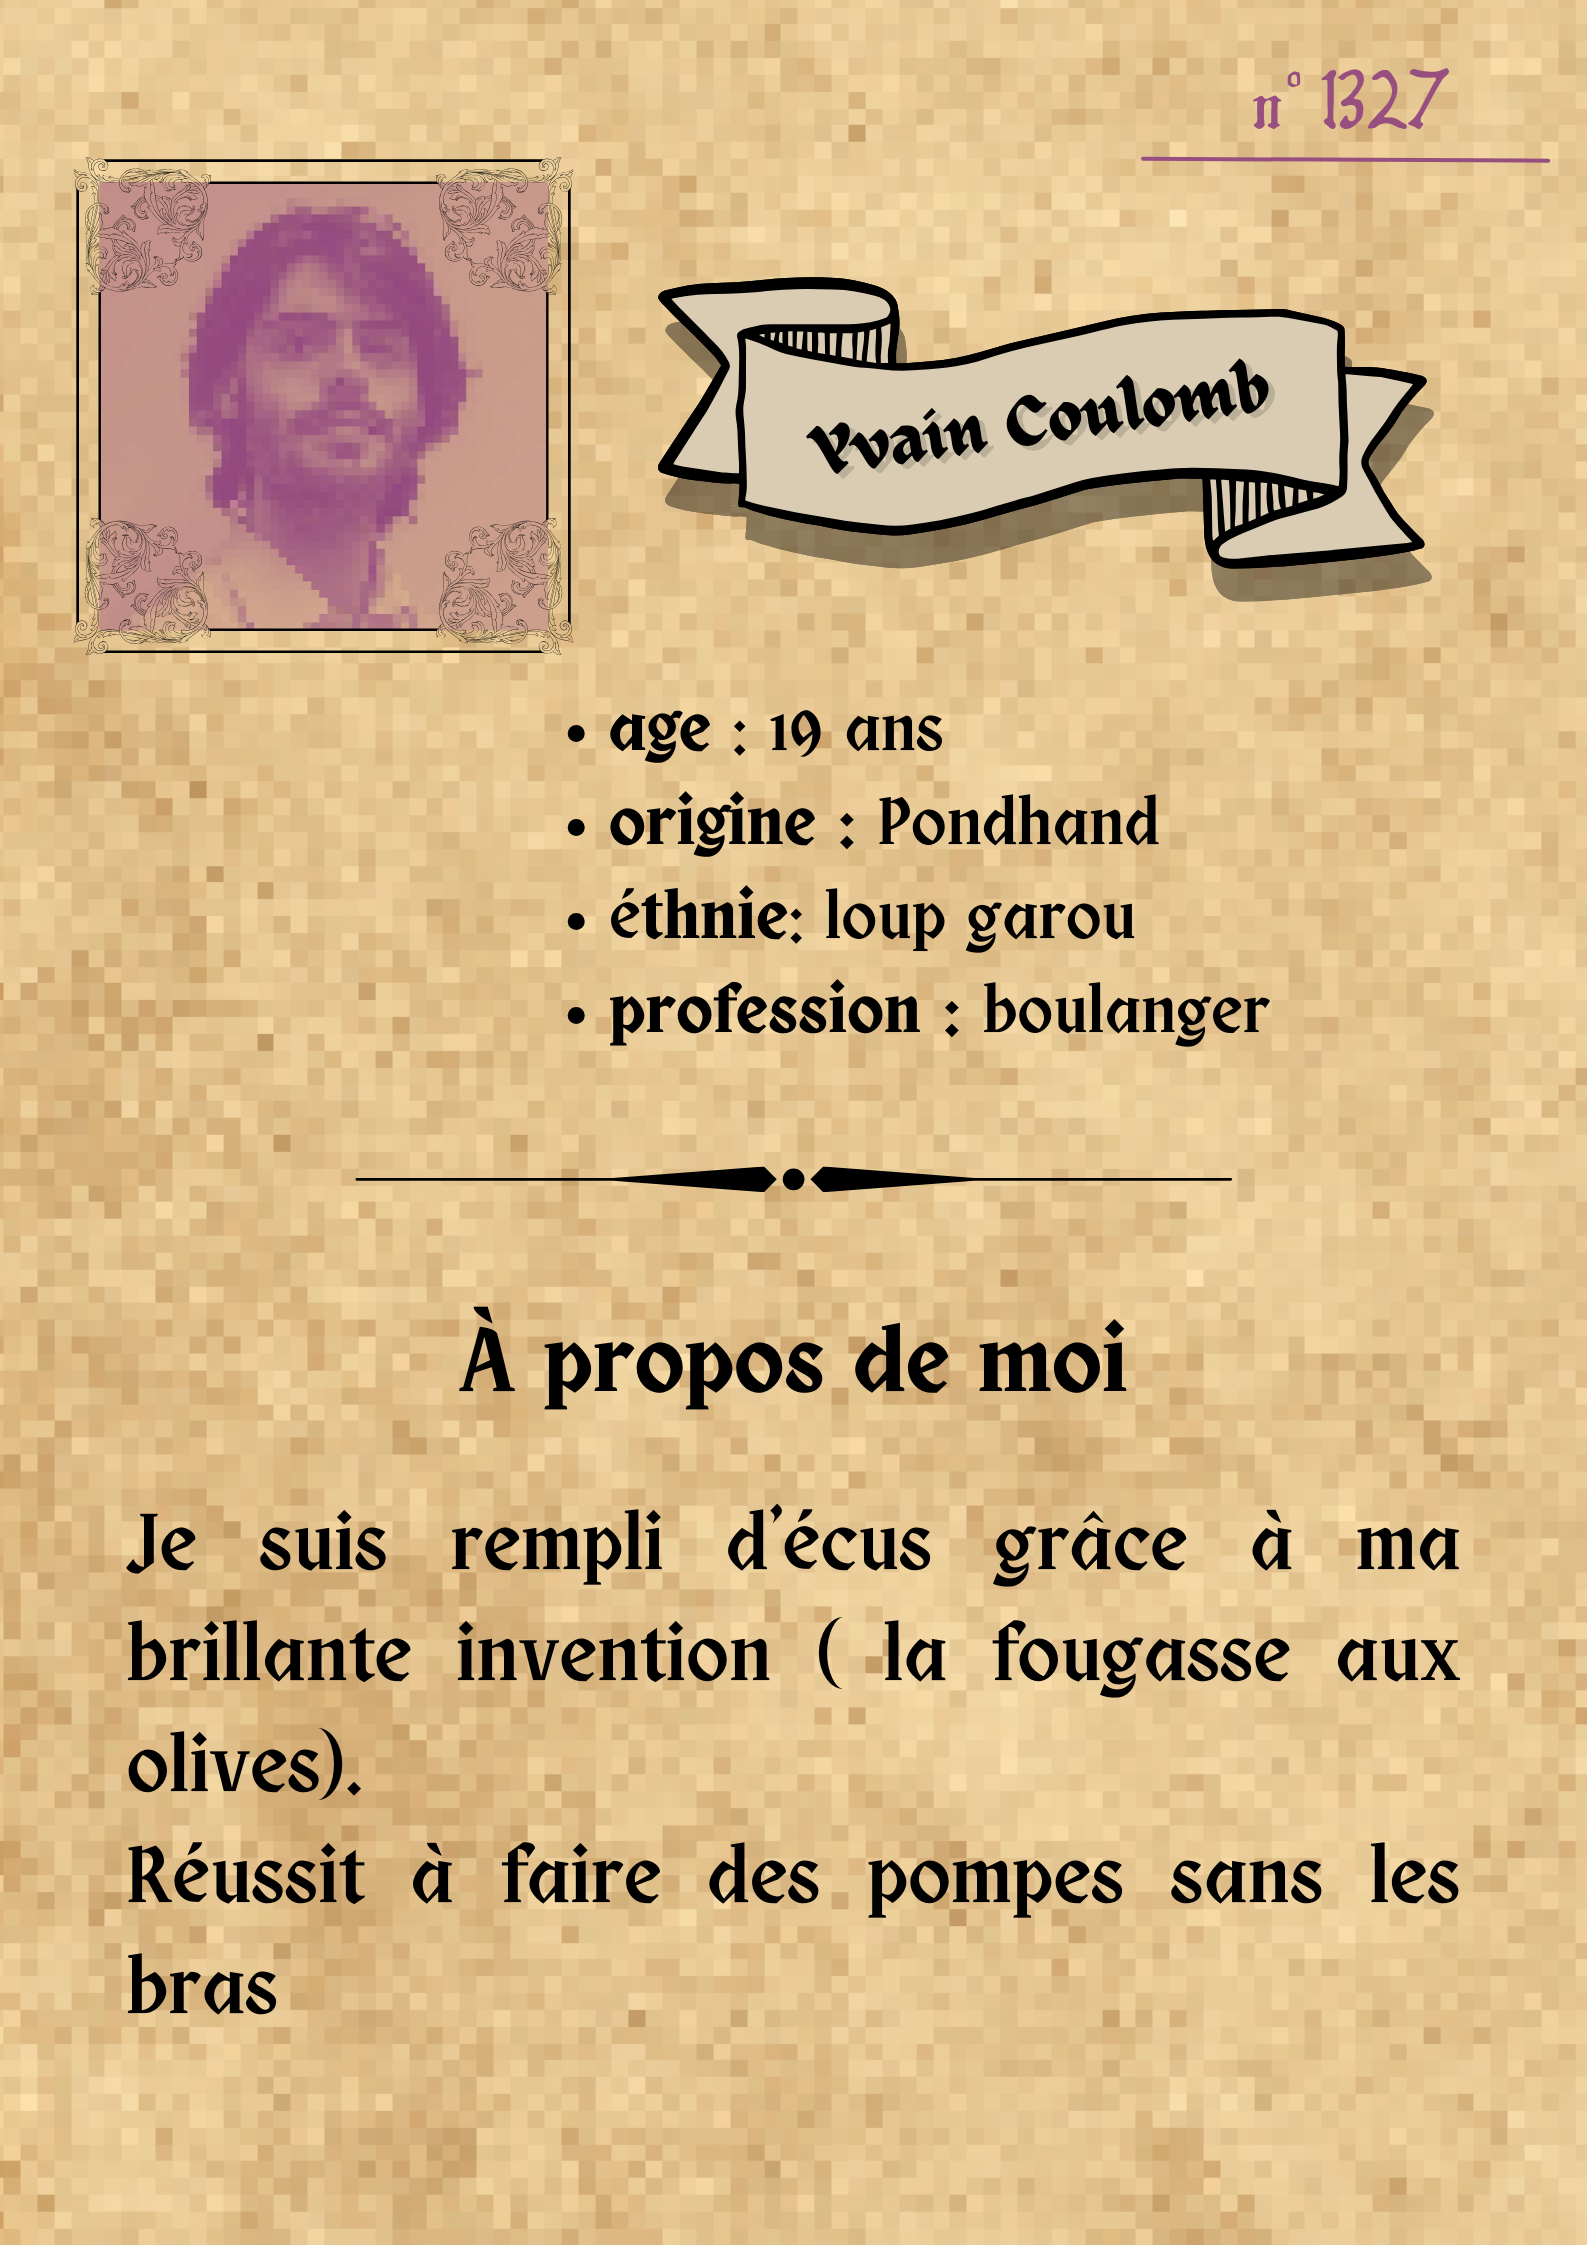 n° 1327
Yvain Coulomb
• age : 19 ans
• origine : Pondhand
• éthnie: loup garou
• profession : boulanger
À propos de moi
Je suis rempli d'écus grâce à ma
brillante invention ( la fougasse aux
olives).
Réussit à faire des pompes sans les
bras